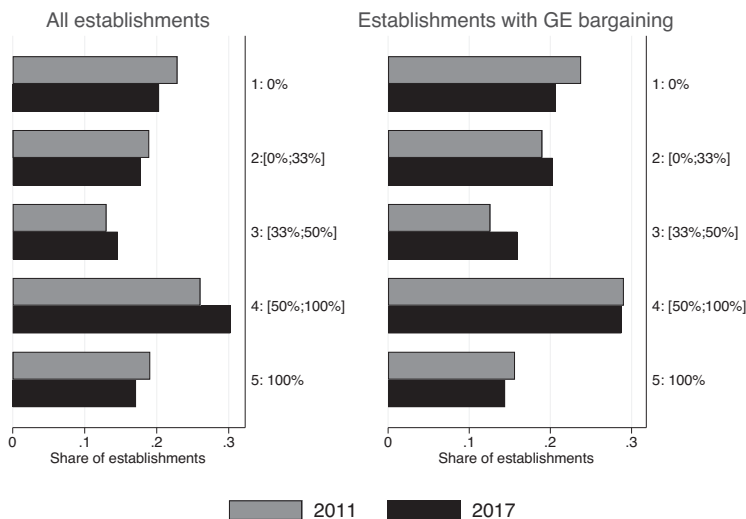 All establishments
1: 0%
2:[0%;33%]
3: [33%;50%]
4: [50%;100%]
5: 100%
0 .1 .2 .3
Share of establishments
Establishments with GE bargaining
1: 0%
2: [0%;33%]
3: [33%;50%]
4: [50%;100%]
5: 100%
0 .1 .2 .3
Share of establishments
2011 2017